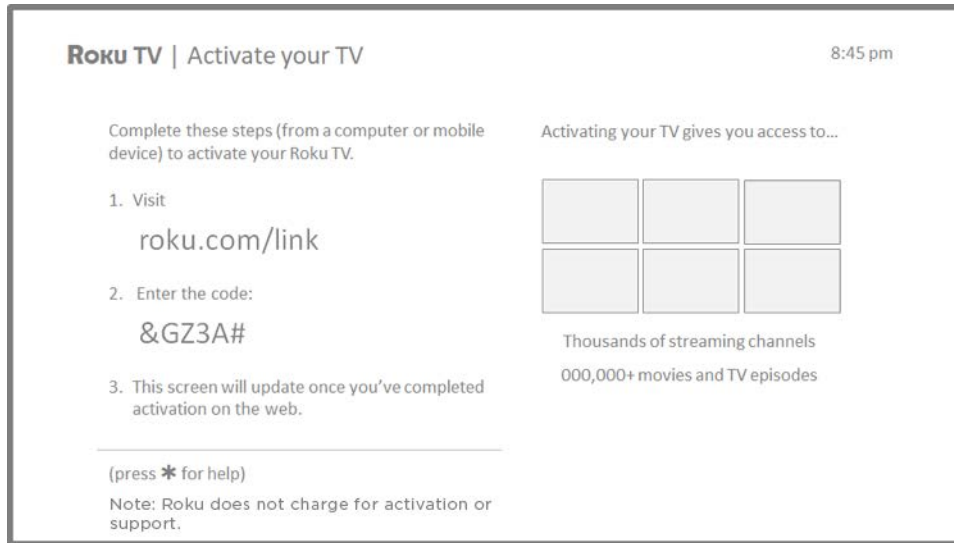 ROKU TV | Activate your TV
8:45 pm
Complete these steps (from a computer or mobile
device) to activate your Roku TV.
1. Visit
roku.com/link
2. Enter the code:
&GZ3A#
3. This screen will update once you've completed
activation on the web.
(press ✱ for help)
Note: Roku does not charge for activation or
support.
Activating your TV gives you access to...
Thousands of streaming channels
000,000+ movies and TV episodes